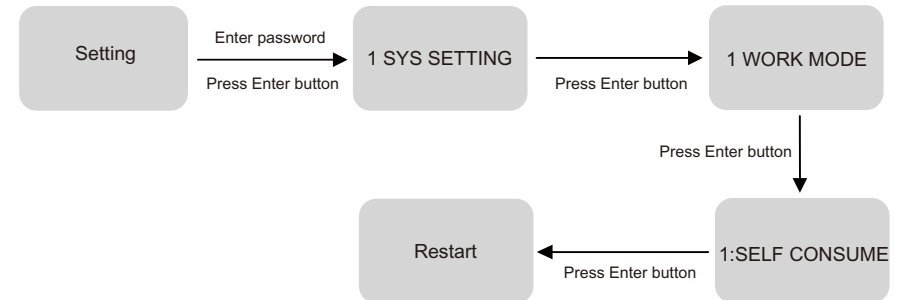 Setting
Enter password
Press Enter button
1 SYS SETTING
Press Enter button
1 WORK MODE
Press Enter button
1:SELF CONSUME
Press Enter button
Restart